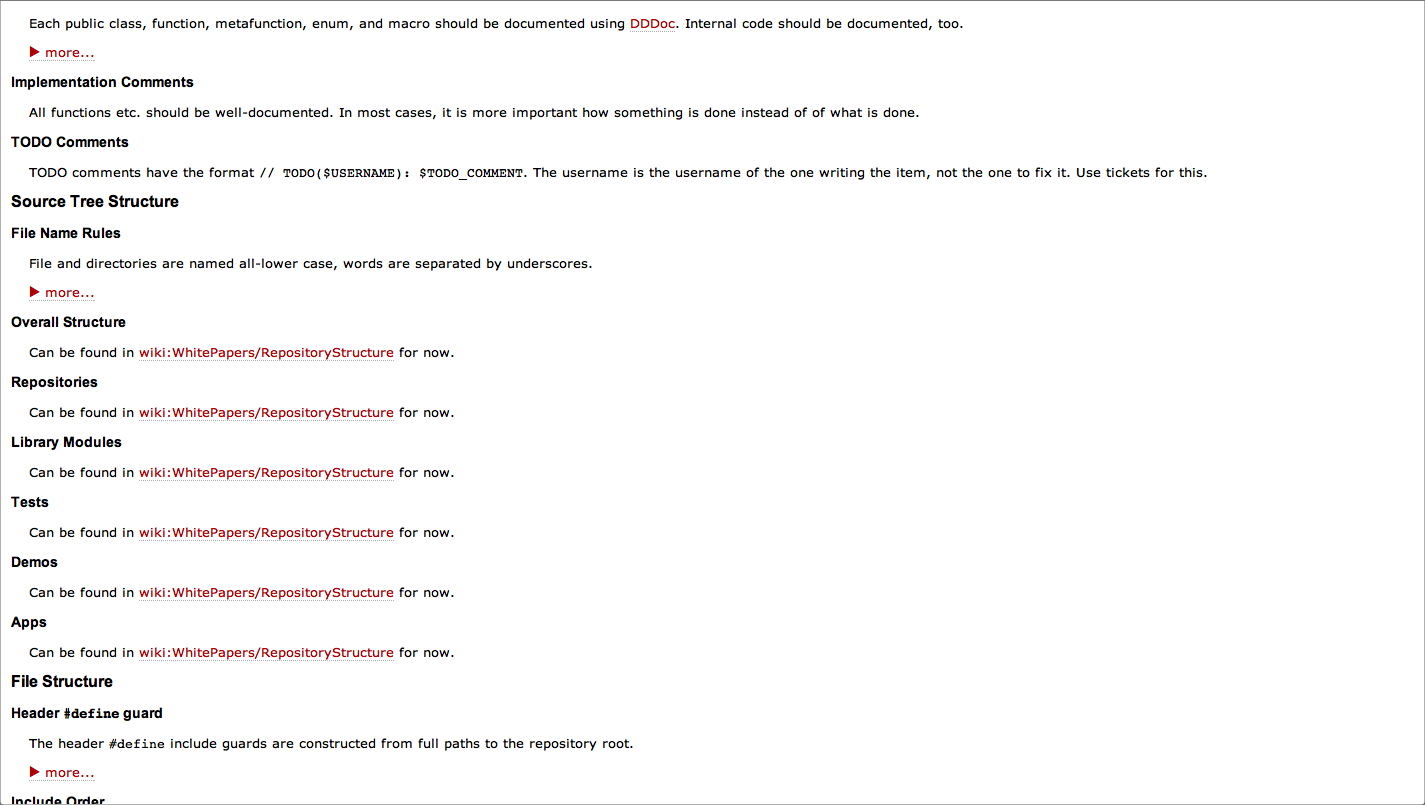 Each public class, function, metafunction, enum, and macro should be documented using DDDoc. Internal code should be documented, too.
▶ more...
Implementation Comments
All functions etc. should be well-documented. In most cases, it is more important how something is done instead of of what is done.
TODO Comments
TODO comments have the format // TODO($USERNAME): $TODO_COMMENT. The username is the username of the one writing the item, not the one to fix it. Use tickets for this.
Source Tree Structure
File Name Rules
File and directories are named all-lower case, words are separated by underscores.
▶ more...
Overall Structure
Can be found in wiki:WhitePapers/RepositoryStructure for now.
Repositories
Can be found in wiki:WhitePapers/RepositoryStructure for now.
Library Modules
Can be found in wiki:WhitePapers/RepositoryStructure for now.
Tests
Can be found in wiki:WhitePapers/RepositoryStructure for now.
Demos
Can be found in wiki:WhitePapers/RepositoryStructure for now.
Apps
Can be found in wiki:WhitePapers/RepositoryStructure for now.
File Structure
Header #define guard
The header #define include guards are constructed from full paths to the repository root.
▶ more...
Include Order